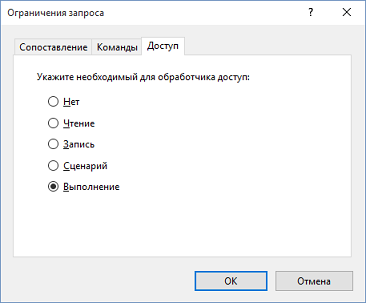 Ограничения запроса ?
Сопоставление Команды Доступ
Укажите необходимый для обработчика доступ:
Нет
Чтение
Запись
Сценарий
Выполнение
OK Отмена